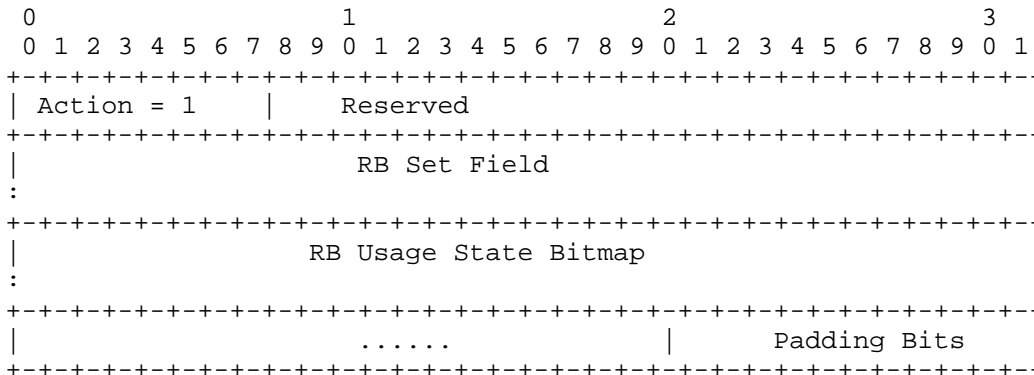 0                   1                   2                   3
 0 1 2 3 4 5 6 7 8 9 0 1 2 3 4 5 6 7 8 9 0 1 2 3 4 5 6 7 8 9 0 1
+-+-+-+-+-+-+-+-+-+-+-+-+-+-+-+-+-+-+-+-+-+-+-+-+-+-+-+-+-+-+-+-
| Action = 1    |    Reserved
+-+-+-+-+-+-+-+-+-+-+-+-+-+-+-+-+-+-+-+-+-+-+-+-+-+-+-+-+-+-+-+-
|                     RB Set Field
:
+-+-+-+-+-+-+-+-+-+-+-+-+-+-+-+-+-+-+-+-+-+-+-+-+-+-+-+-+-+-+-+-
|                  RB Usage State Bitmap
:
+-+-+-+-+-+-+-+-+-+-+-+-+-+-+-+-+-+-+-+-+-+-+-+-+-+-+-+-+-+-+-+-
|                     ......             |      Padding Bits
+-+-+-+-+-+-+-+-+-+-+-+-+-+-+-+-+-+-+-+-+-+-+-+-+-+-+-+-+-+-+-+-